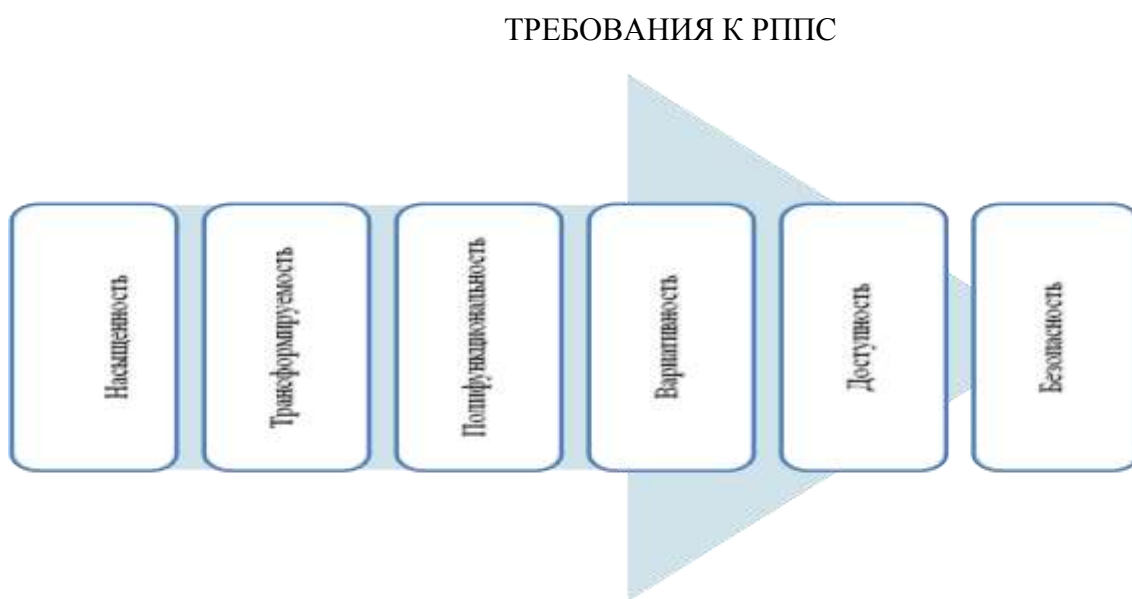 ТРЕБОВАНИЯ К РППС
Насыщенность
Трансформируемость
Полифункциональность
Вариативность
Доступность
Безопасность